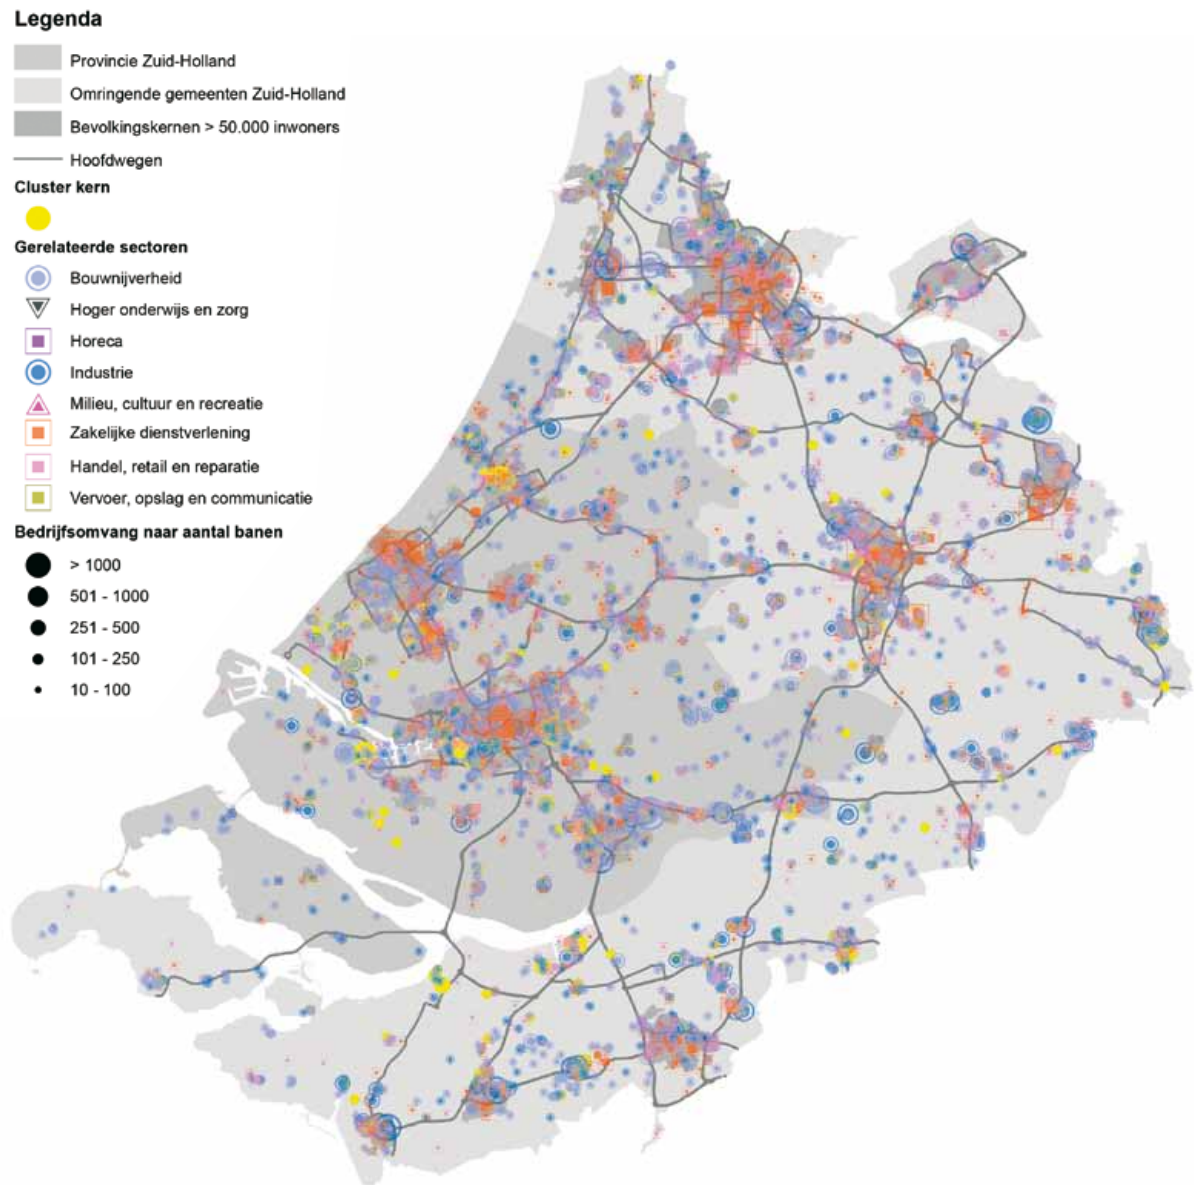 Legenda
Provincie Zuid-Holland
Omringende gemeenten Zuid-Holland
Bevolkingskernen > 50.000 inwoners
Hoofdwegen
Cluster kern
Gerelateerde sectoren
Bouwnijverheid
Hoger onderwijs en zorg
Horeca
Industrie
Milieu, cultuur en recreatie
Zakelijke dienstverlening
Handel, retail en reparatie
Vervoer, opslag en communicatie
Bedrijfsomvang naar aantal banen
> 1000
501 - 1000
251 - 500
101 - 250
10 - 100